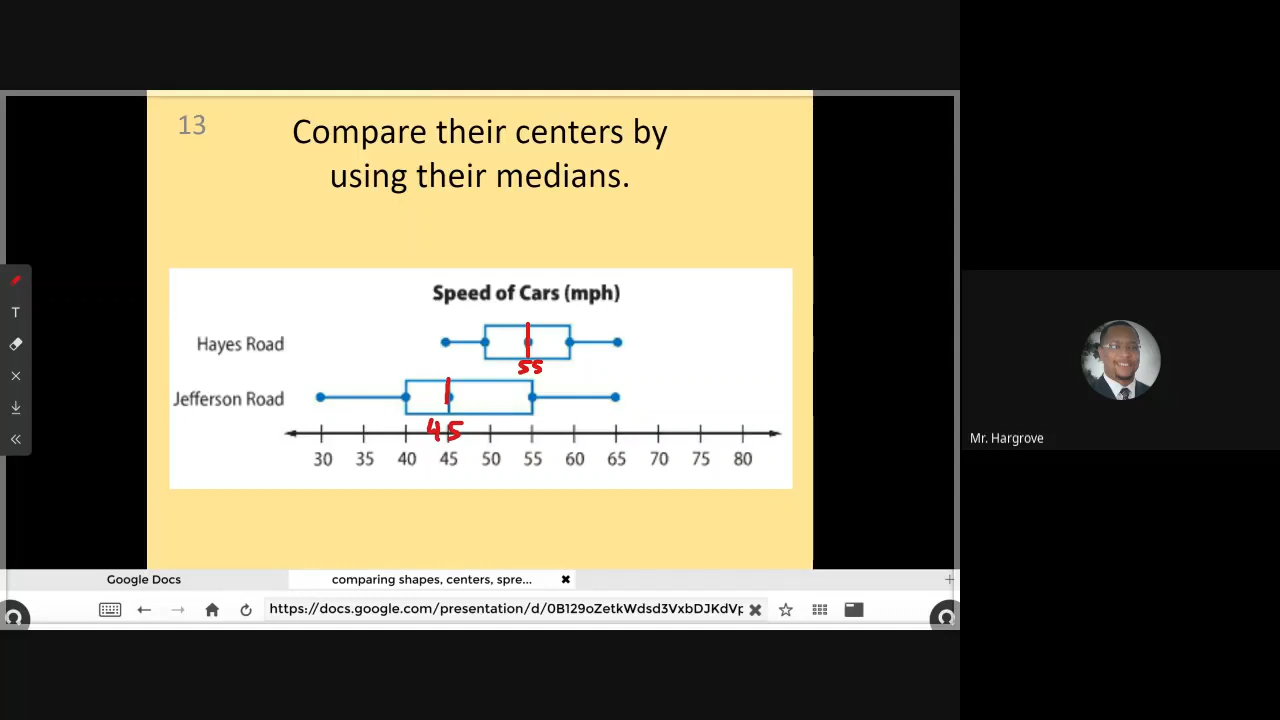 13
Compare their centers by
using their medians.
Speed of Cars (mph)
Hayes Road
55
Jefferson Road
45
30 35 40 45 50 55 60 65 70 75 80
Mr. Hargrove
T
Google Docs
comparing shapes, centers, spre...
https://docs.google.com/presentation/d/0B129oZetkWdsd3VxbDJKdVp